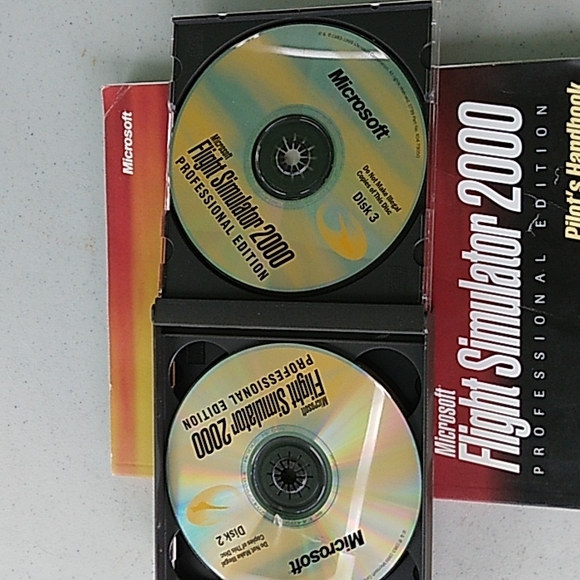 Microsoft
Microsoft
Do Not Make Illegal
Copies of This Disc
Disk 3
Microsoft
Flight Simulator 2000
PROFESSIONAL EDITION
Microsoft
Flight Simulator 2000
PROFESSIONAL EDITION
Do Not Make Illegal
Copies of This Disc
Disk 2
Microsoft
Microsoft
Flight Simulator 2000
PROFESSIONAL EDITION
Pilot's Handbook